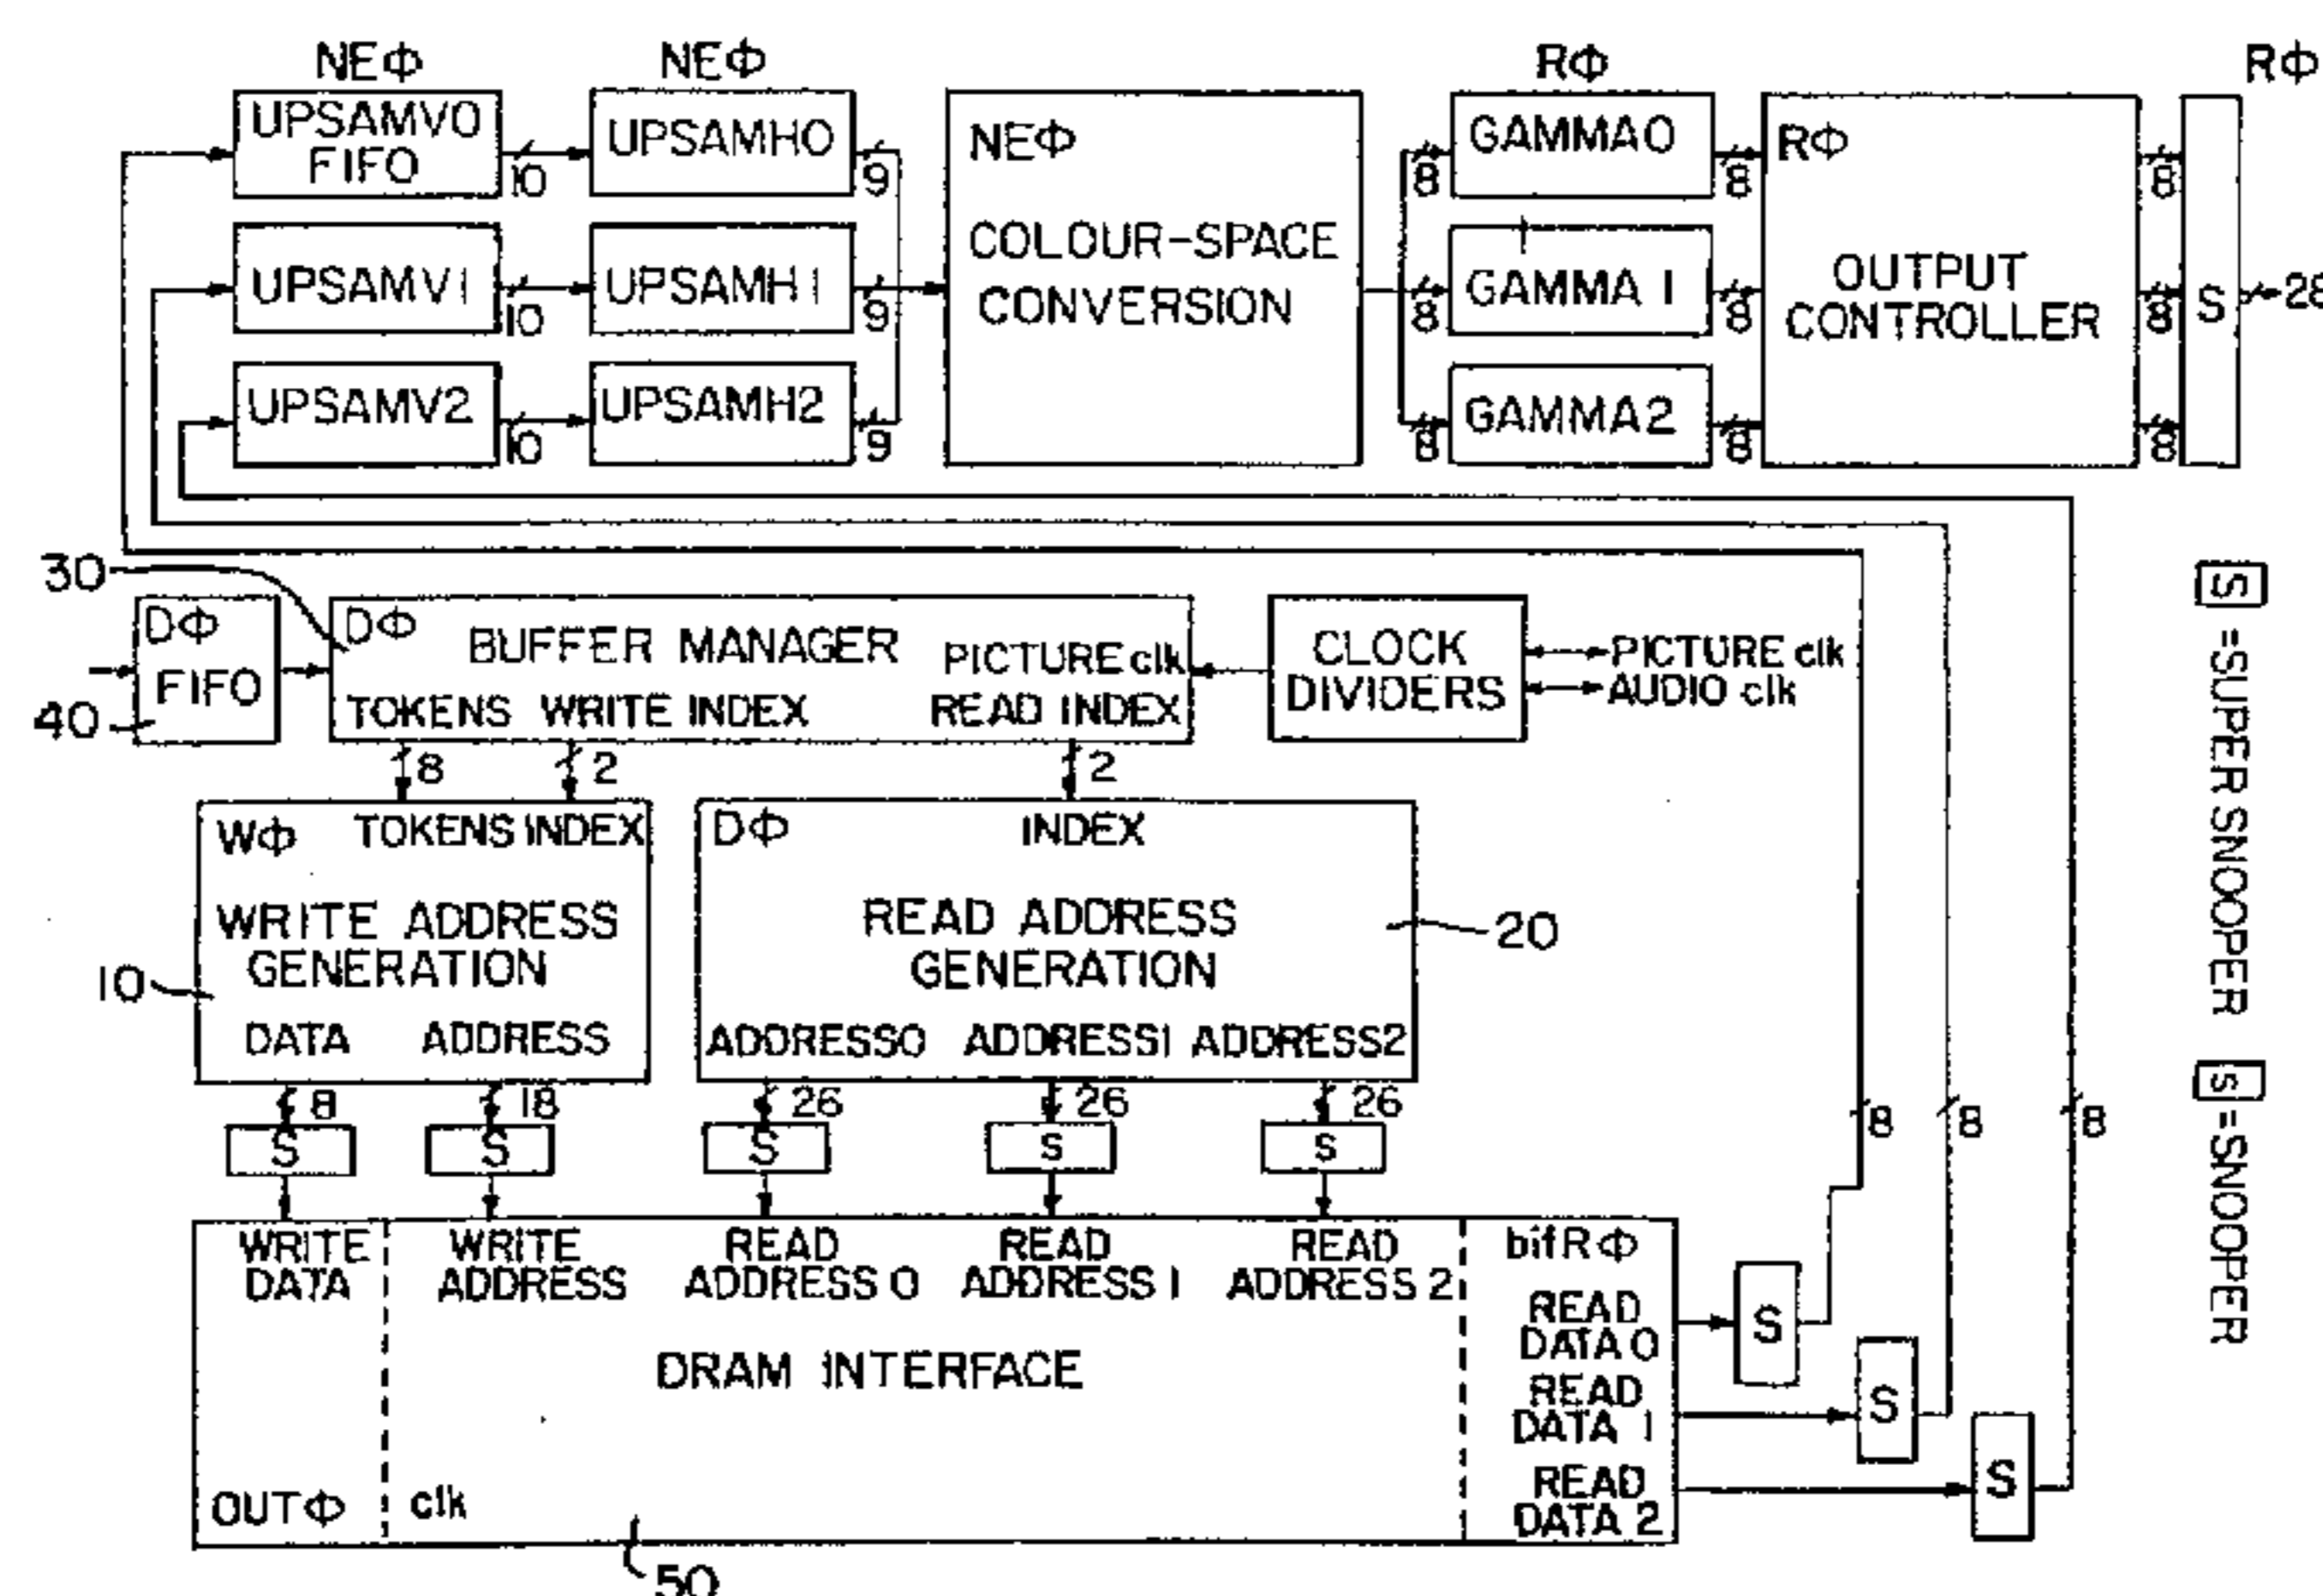 NEΦ NEΦ RΦ RΦ
UPSAMV0
FIFO
10
UPSAMH0
9
NEΦ
COLOUR-SPACE
CONVERSION
8
GAMMA0
8
RΦ
OUTPUT
CONTROLLER
8
UPSAMV1
10
UPSAMH1
9
8
GAMMA 1
8
8
S
28
UPSAMV2
10
UPSAMH2
9
8
GAMMA2
8
8
30
DΦ
FIFO
40
DΦ
BUFFER MANAGER
PICTURE clk
TOKENS WRITE INDEX READ INDEX
CLOCK
DIVIDERS
PICTURE clk
AUDIO clk
8 2 2
WΦ TOKENS INDEX
WRITE ADDRESS
GENERATION
10
DATA ADDRESS
DΦ INDEX
READ ADDRESS
GENERATION
20
ADDRESS0 ADDRESS1 ADDRESS2
8 18 26 26 26
S S S s s
8 8 8
WRITE
DATA
WRITE
ADDRESS
READ
ADDRESS 0
READ
ADDRESS 1
READ
ADDRESS 2
bifRΦ
READ
DATA 0
READ
DATA 1
READ
DATA 2
S
S
S
DRAM INTERFACE
OUTΦ clk
50
S =SUPER SNOOPER
s =SNOOPER